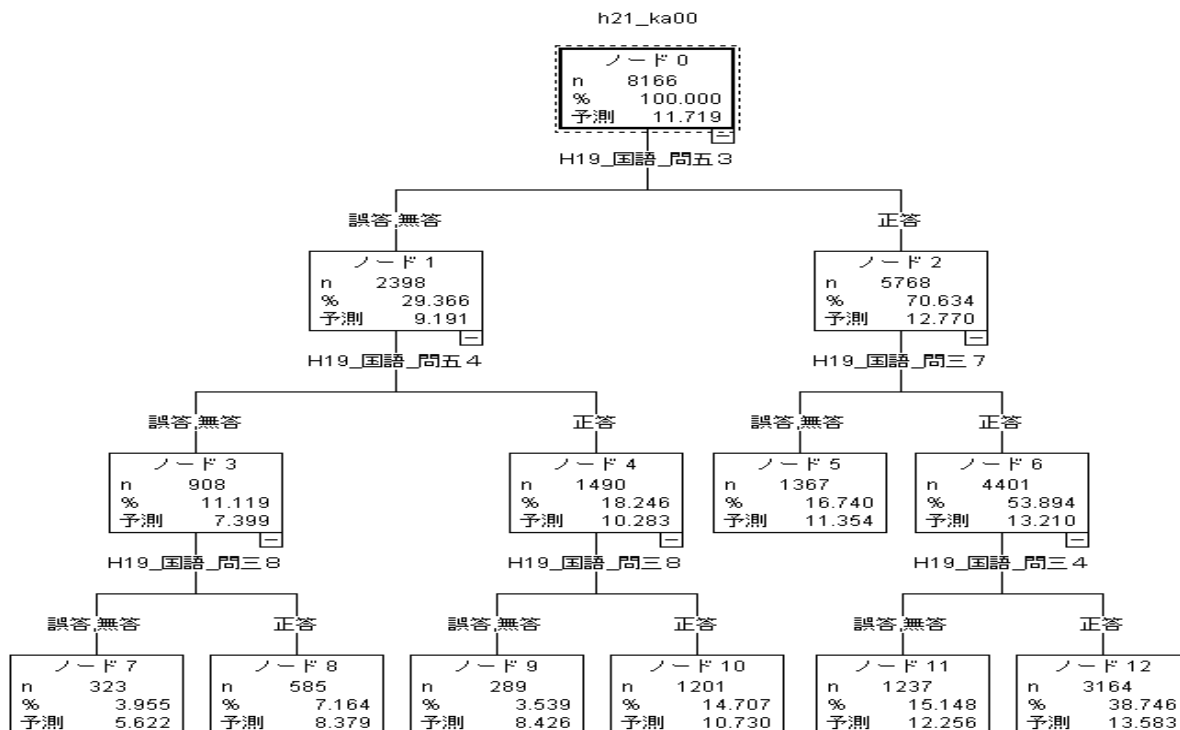 h21_ka00
ノード 0
n 8166
% 100.000
予測 11.719
H19_国語_問五３
誤答,無答
正答
ノード 1
n 2398
% 29.366
予測 9.191
ノード 2
n 5768
% 70.634
予測 12.770
H19_国語_問五４
H19_国語_問三７
誤答,無答
正答
誤答,無答
正答
ノード 3
n 908
% 11.119
予測 7.399
ノード 4
n 1490
% 18.246
予測 10.283
ノード 5
n 1367
% 16.740
予測 11.354
ノード 6
n 4401
% 53.894
予測 13.210
H19_国語_問三８
H19_国語_問三８
H19_国語_問三４
誤答,無答
正答
誤答,無答
正答
誤答,無答
正答
ノード 7
n 323
% 3.955
予測 5.622
ノード 8
n 585
% 7.164
予測 8.379
ノード 9
n 289
% 3.539
予測 8.426
ノード 10
n 1201
% 14.707
予測 10.730
ノード 11
n 1237
% 15.148
予測 12.256
ノード 12
n 3164
% 38.746
予測 13.583